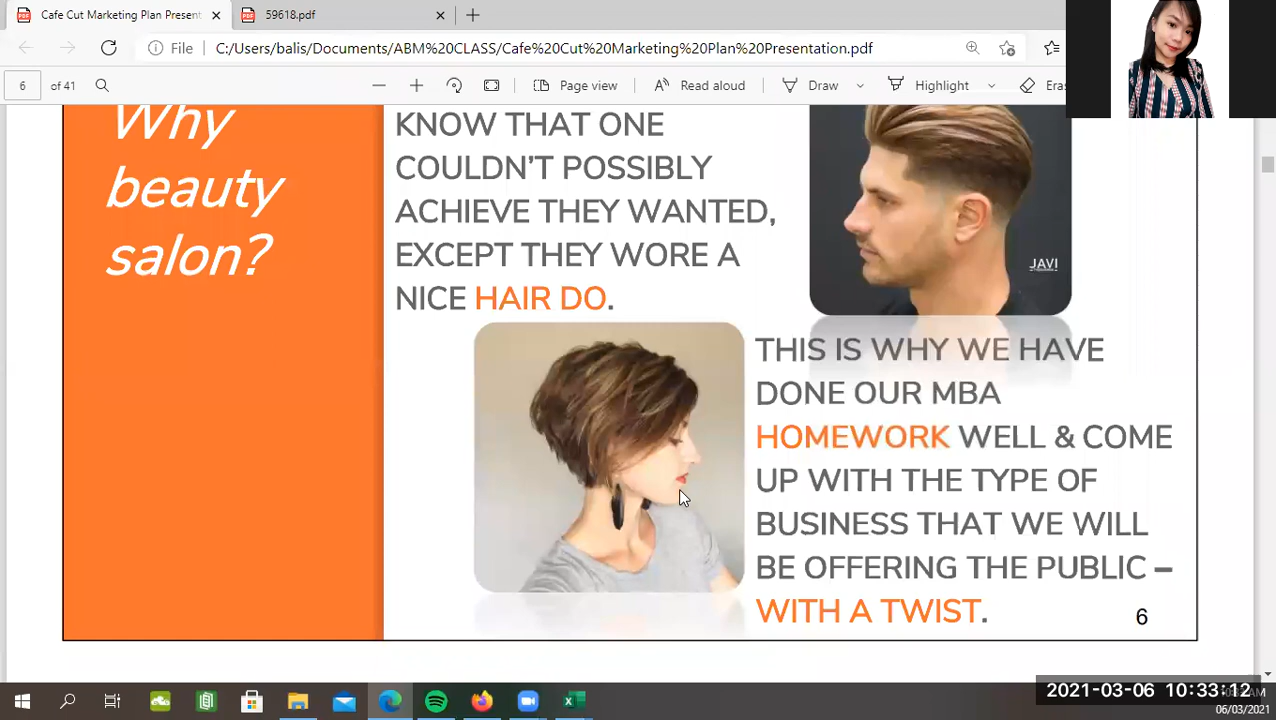 Cafe Cut Marketing Plan Present
59618.pdf
File
C:/Users/balis/Documents/ABM%20CLASS/Cafe%20Cut%20Marketing%20Plan%20Presentation.pdf
6 of 41
Page view
Read aloud
Draw
Highlight
Eras
Why
beauty
salon?
KNOW THAT ONE
COULDN'T POSSIBLY
ACHIEVE THEY WANTED,
EXCEPT THEY WORE A
NICE HAIR DO.
JAVI
THIS IS WHY WE HAVE
DONE OUR MBA
HOMEWORK WELL & COME
UP WITH THE TYPE OF
BUSINESS THAT WE WILL
BE OFFERING THE PUBLIC –
WITH A TWIST.
6
2021-03-06 10:33:12
06/03/2021